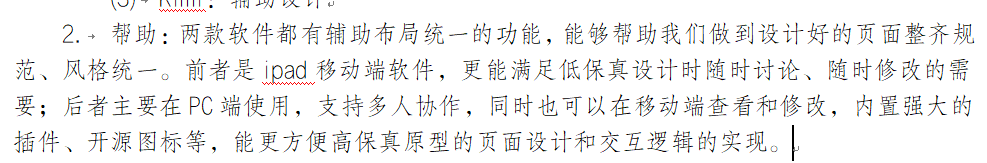 2. 帮助：两款软件都有辅助布局统一的功能，能够帮助我们做到设计好的页面整齐规
范、风格统一。前者是 ipad 移动端软件，更能满足低保真设计时随时讨论、随时修改的需
要；后者主要在 PC 端使用，支持多人协作，同时也可以在移动端查看和修改，内置强大的
插件、开源图标等，能更方便高保真原型的页面设计和交互逻辑的实现。